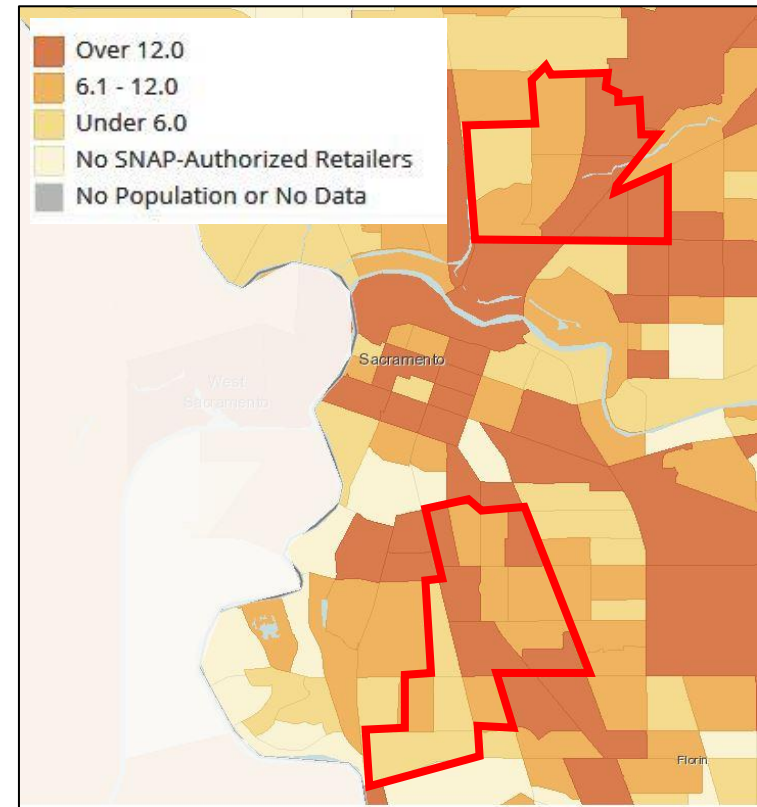 Over 12.0
6.1 - 12.0
Under 6.0
No SNAP-Authorized Retailers
No Population or No Data
Sacramento
West
Sacramento
Florin